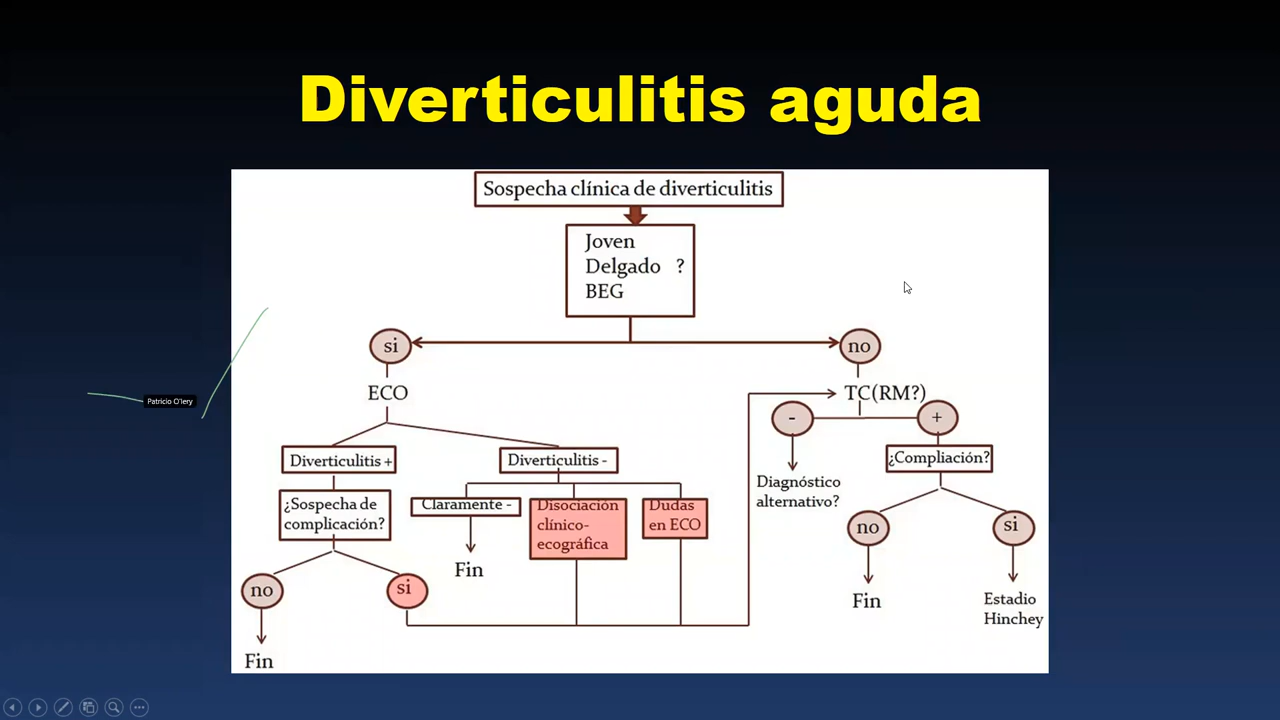 Diverticulitis aguda
Sospecha clínica de diverticulitis
Joven
Delgado ?
BEG
si
no
ECO
TC(RM?)
-
+
Diverticulitis +
Diverticulitis -
¿Compliación?
¿Sospecha de
complicación?
Claramente -
Disociación
clínico-
ecográfica
Dudas
en ECO
Diagnóstico
alternativo?
no
si
Fin
no
si
Fin
Estadio
Hinchey
Fin
Patricio O'lery